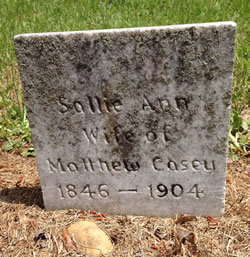 Sallie Ann
Wife of
Matthew Casey
1846 — 1904